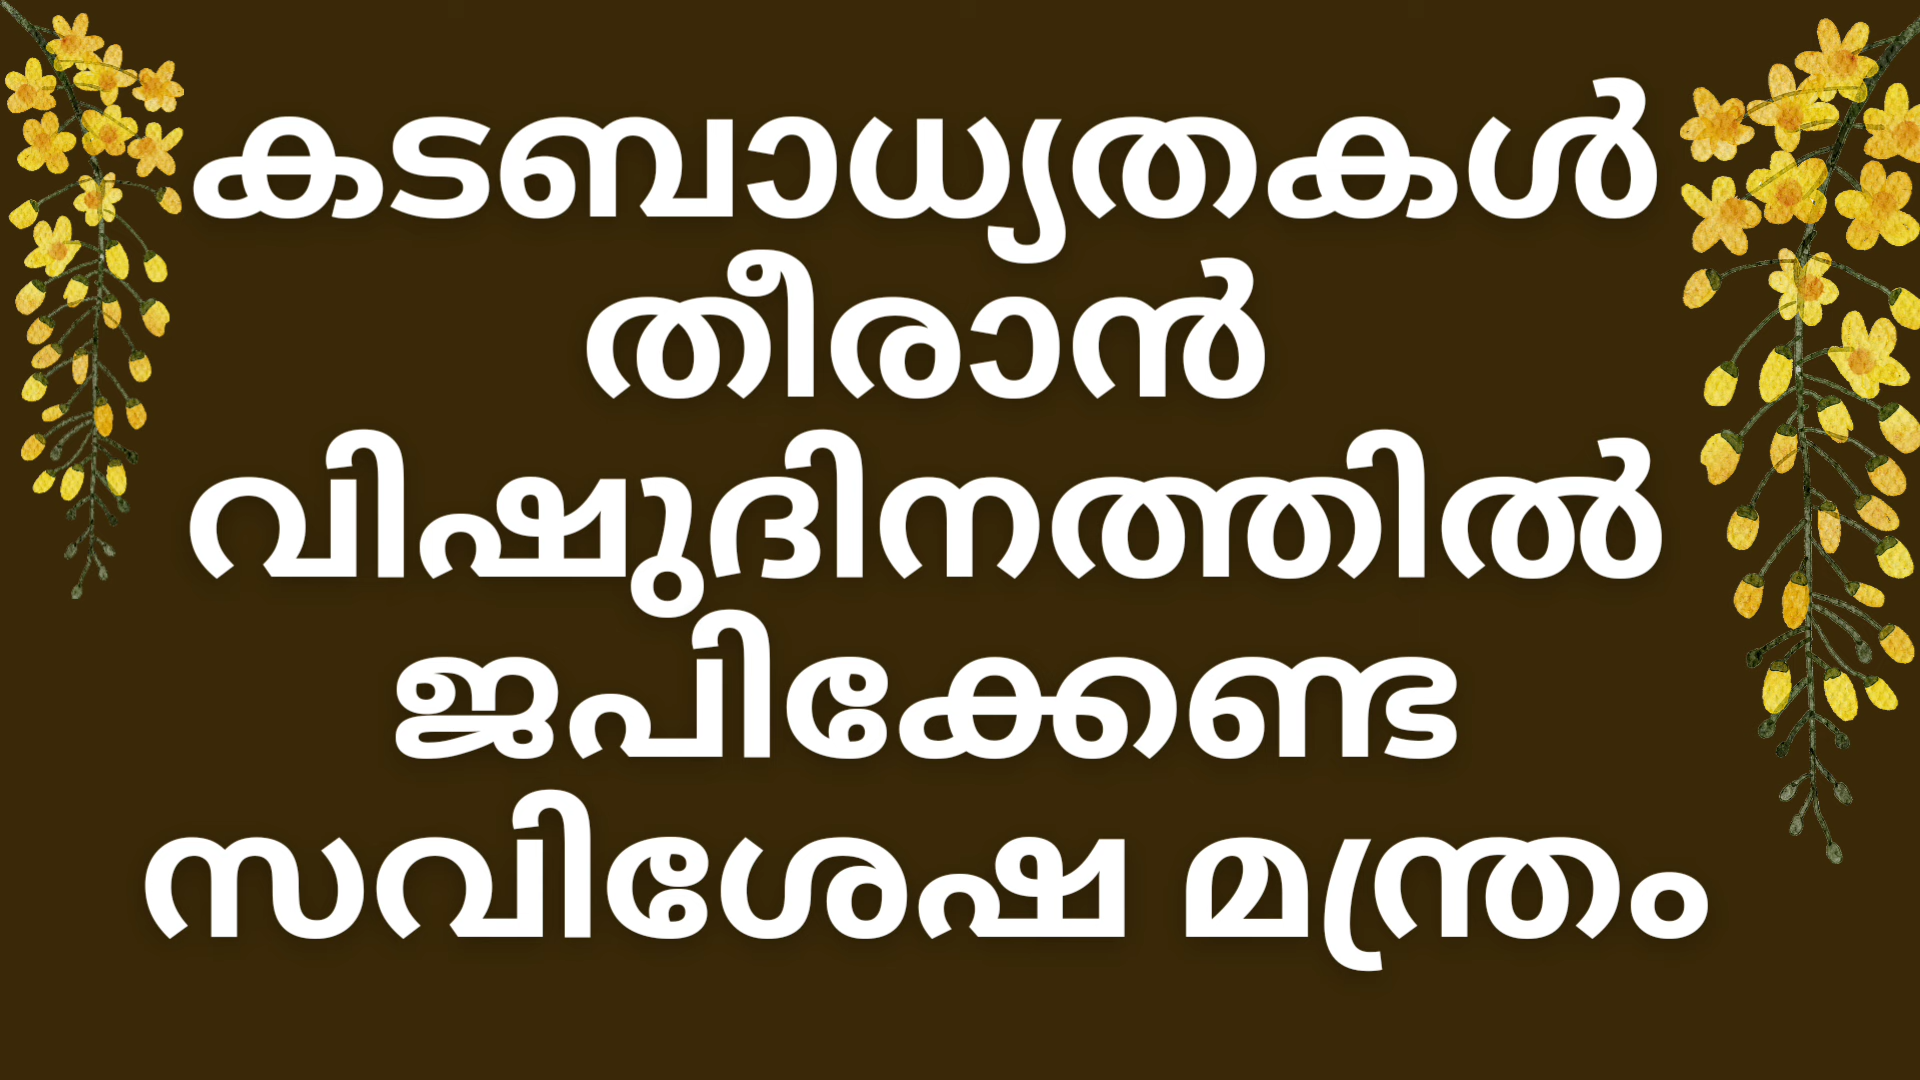 കടബാധ്യതകൾ
തീരാൻ
വിഷുദിനത്തിൽ
ജപിക്കേണ്ട
സവിശേഷ മന്ത്രം